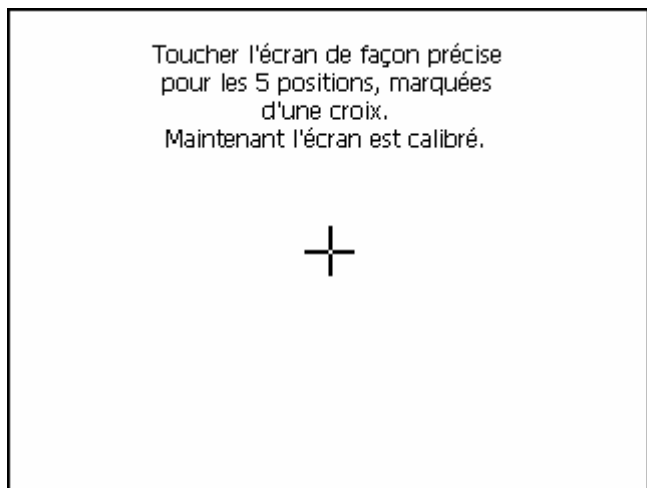 Toucher l'écran de façon précise
pour les 5 positions, marquées
d'une croix.
Maintenant l'écran est calibré.